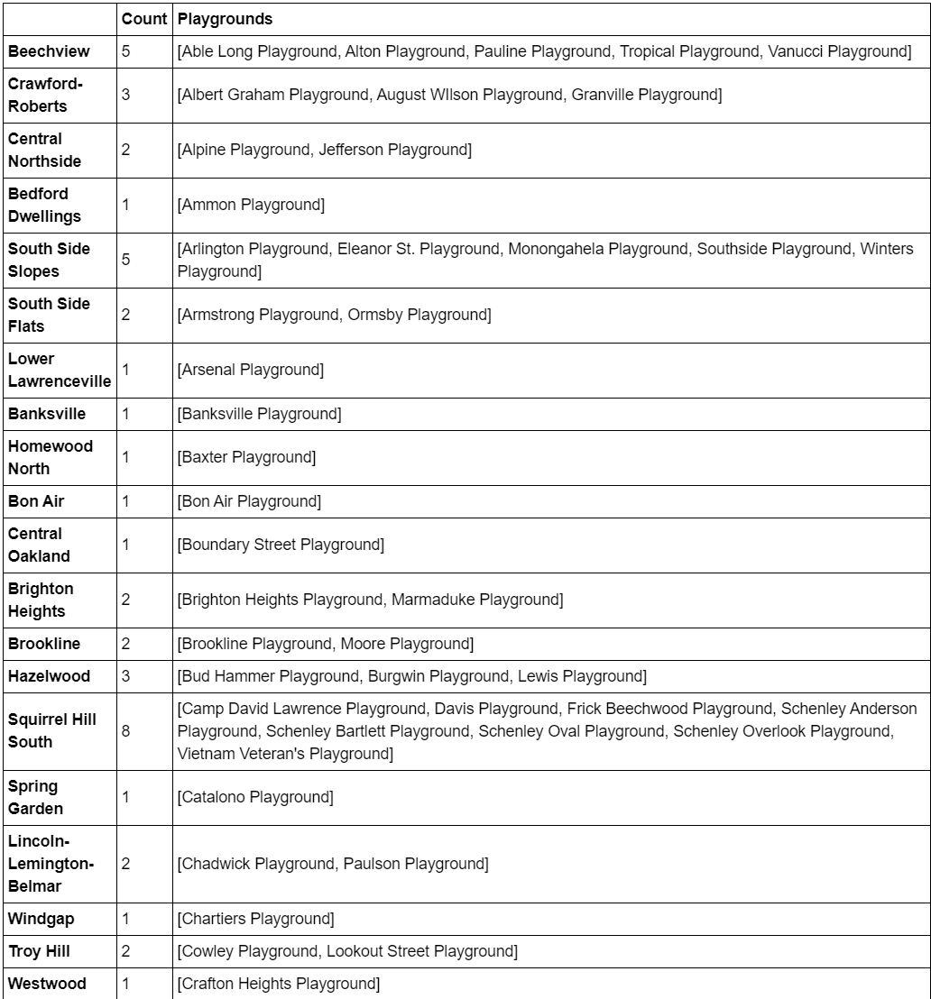 Count Playgrounds
Beechview 5 [Able Long Playground, Alton Playground, Pauline Playground, Tropical Playground, Vanucci Playground]
Crawford-
Roberts 3 [Albert Graham Playground, August WIlson Playground, Granville Playground]
Central
Northside 2 [Alpine Playground, Jefferson Playground]
Bedford
Dwellings 1 [Ammon Playground]
South Side
Slopes 5 [Arlington Playground, Eleanor St. Playground, Monongahela Playground, Southside Playground, Winters
Playground]
South Side
Flats 2 [Armstrong Playground, Ormsby Playground]
Lower
Lawrenceville 1 [Arsenal Playground]
Banksville 1 [Banksville Playground]
Homewood
North 1 [Baxter Playground]
Bon Air 1 [Bon Air Playground]
Central
Oakland 1 [Boundary Street Playground]
Brighton
Heights 2 [Brighton Heights Playground, Marmaduke Playground]
Brookline 2 [Brookline Playground, Moore Playground]
Hazelwood 3 [Bud Hammer Playground, Burgwin Playground, Lewis Playground]
Squirrel Hill
South 8 [Camp David Lawrence Playground, Davis Playground, Frick Beechwood Playground, Schenley Anderson
Playground, Schenley Bartlett Playground, Schenley Oval Playground, Schenley Overlook Playground,
Vietnam Veteran's Playground]
Spring
Garden 1 [Catalono Playground]
Lincoln-
Lemington-
Belmar 2 [Chadwick Playground, Paulson Playground]
Windgap 1 [Chartiers Playground]
Troy Hill 2 [Cowley Playground, Lookout Street Playground]
Westwood 1 [Crafton Heights Playground]